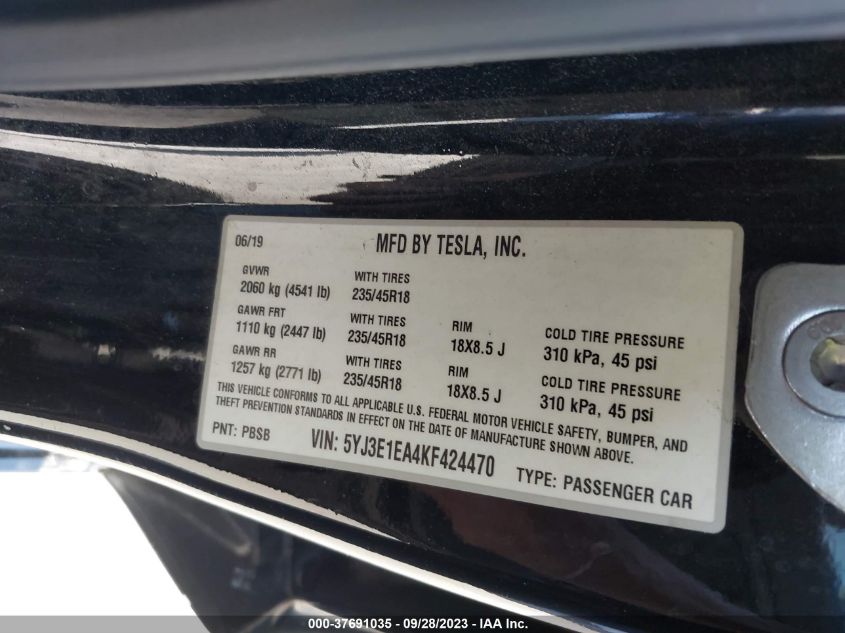 06/19
MFD BY TESLA, INC.
GVWR
2060 kg (4541 lb)
WITH TIRES
235/45R18
GAWR FRT
1110 kg (2447 lb)
WITH TIRES
235/45R18
RIM
18X8.5 J
COLD TIRE PRESSURE
310 kPa, 45 psi
GAWR RR
1257 kg (2771 lb)
WITH TIRES
235/45R18
RIM
18X8.5 J
COLD TIRE PRESSURE
310 kPa, 45 psi
THIS VEHICLE CONFORMS TO ALL APPLICABLE U.S. FEDERAL MOTOR VEHICLE SAFETY, BUMPER, AND
THEFT PREVENTION STANDARDS IN EFFECT ON THE DATE OF MANUFACTURE SHOWN ABOVE.
PNT: PBSB
VIN: 5YJ3E1EA4KF424470
TYPE: PASSENGER CAR
000-37691035 - 09/28/2023 - IAA Inc.